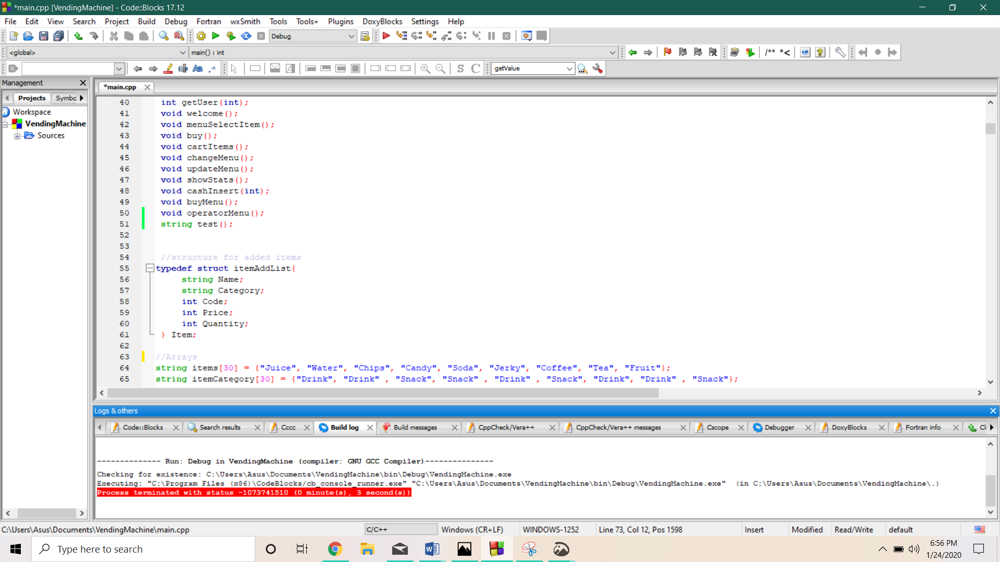 *main.cpp [VendingMachine] - Code::Blocks 17.12
File Edit View Search Project Build Debug Fortran wxSmith Tools Tools+ Plugins DoxyBlocks Settings Help
Debug
<global> main() : int /** *<
Aa .* S C getValue
Management
*main.cpp
Projects Symbo
Workspace
VendingMachine
Sources
40 int getUser(int);
41 void welcome();
42 void menuSelectItem();
43 void buy();
44 void cartItems();
45 void changeMenu();
46 void updateMenu();
47 void showStats();
48 void cashInsert(int);
49 void buyMenu();
50 void operatorMenu();
51 string test();
52
53
54 //structure for added items
55 typedef struct itemAddList{
56 string Name;
57 string Category;
58 int Code;
59 int Price;
60 int Quantity;
61 } Item;
62
63 //Arrays
64 string items[30] = {"Juice", "Water", "Chips", "Candy", "Soda", "Jerky", "Coffee", "Tea", "Fruit"};
65 string itemCategory[30] = {"Drink", "Drink" , "Snack", "Snack" , "Drink" , "Snack", "Drink", "Drink" , "Snack"};
Logs & others
Code::Blocks Search results Cccc Build log Build messages CppCheck/Vera++ CppCheck/Vera++ messages Cscope Debugger DoxyBlocks Fortran info Cl
-------------- Run: Debug in VendingMachine (compiler: GNU GCC Compiler)---------------
Checking for existence: C:\Users\Asus\Documents\VendingMachine\bin\Debug\VendingMachine.exe
Executing: "C:\Program Files (x86)\CodeBlocks/cb_console_runner.exe" "C:\Users\Asus\Documents\VendingMachine\bin\Debug\VendingMachine.exe"  (in C:\Users\Asus\Documents\VendingMachine\.)
Process terminated with status -1073741510 (0 minute(s), 3 second(s))
C:\Users\Asus\Documents\VendingMachine\main.cpp C/C++ Windows (CR+LF) WINDOWS-1252 Line 73, Col 12, Pos 1598 Insert Modified Read/Write default
Type here to search
6:56 PM
1/24/2020